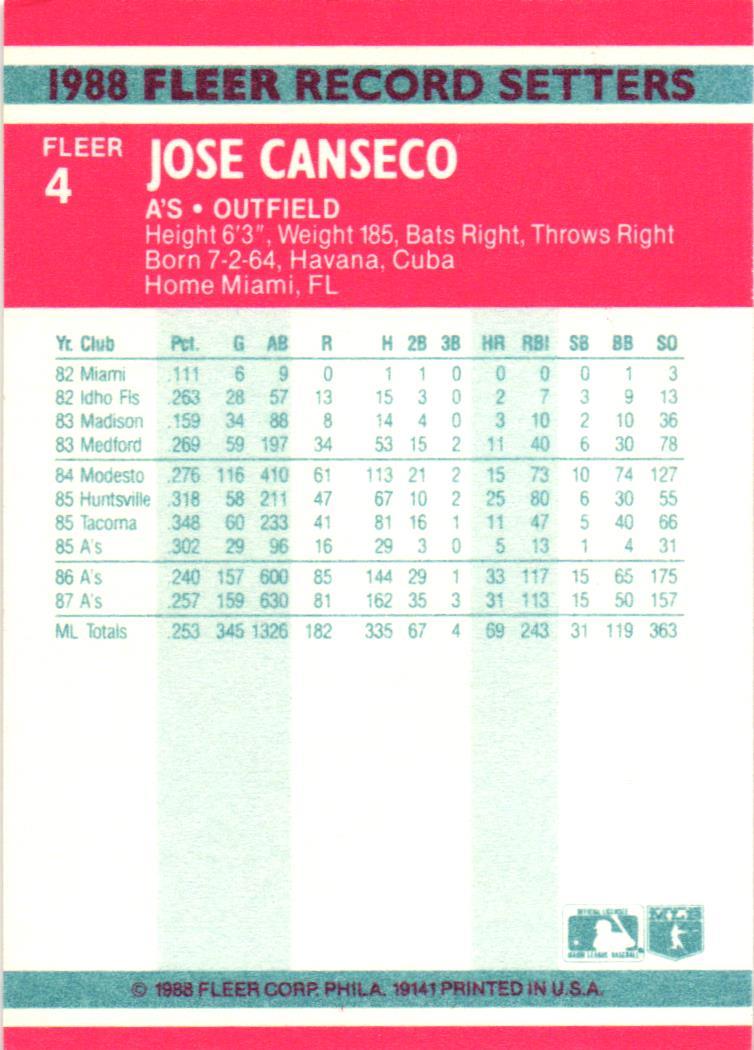 1988 FLEER RECORD SETTERS
FLEER
4
JOSE CANSECO
A'S • OUTFIELD
Height 6'3", Weight 185, Bats Right, Throws Right
Born 7-2-64, Havana, Cuba
Home Miami, FL
Yr. Club Pct. G AB R H 2B 3B HR RBI SB BB SO
82 Miami .111 6 9 0 1 1 0 0 0 0 1 3
82 Idho Fls .263 28 57 13 15 3 0 2 7 3 9 13
83 Madison .159 34 88 8 14 4 0 3 10 2 10 36
83 Medford .269 59 197 34 53 15 2 11 40 6 30 78
84 Modesto .276 116 410 61 113 21 2 15 73 10 74 127
85 Huntsville .318 58 211 47 67 10 2 25 80 6 30 55
85 Tacoma .348 60 233 41 81 16 1 11 47 5 40 66
85 A's .302 29 96 16 29 3 0 5 13 1 4 31
86 A's .240 157 600 85 144 29 1 33 117 15 65 175
87 A's .257 159 630 81 162 35 3 31 113 15 50 157
ML Totals .253 345 1326 182 335 67 4 69 243 31 119 363
OFFICIAL LICENSEE
MAJOR LEAGUE BASEBALL
© 1988 FLEER CORP. PHILA. 19141 PRINTED IN U.S.A.